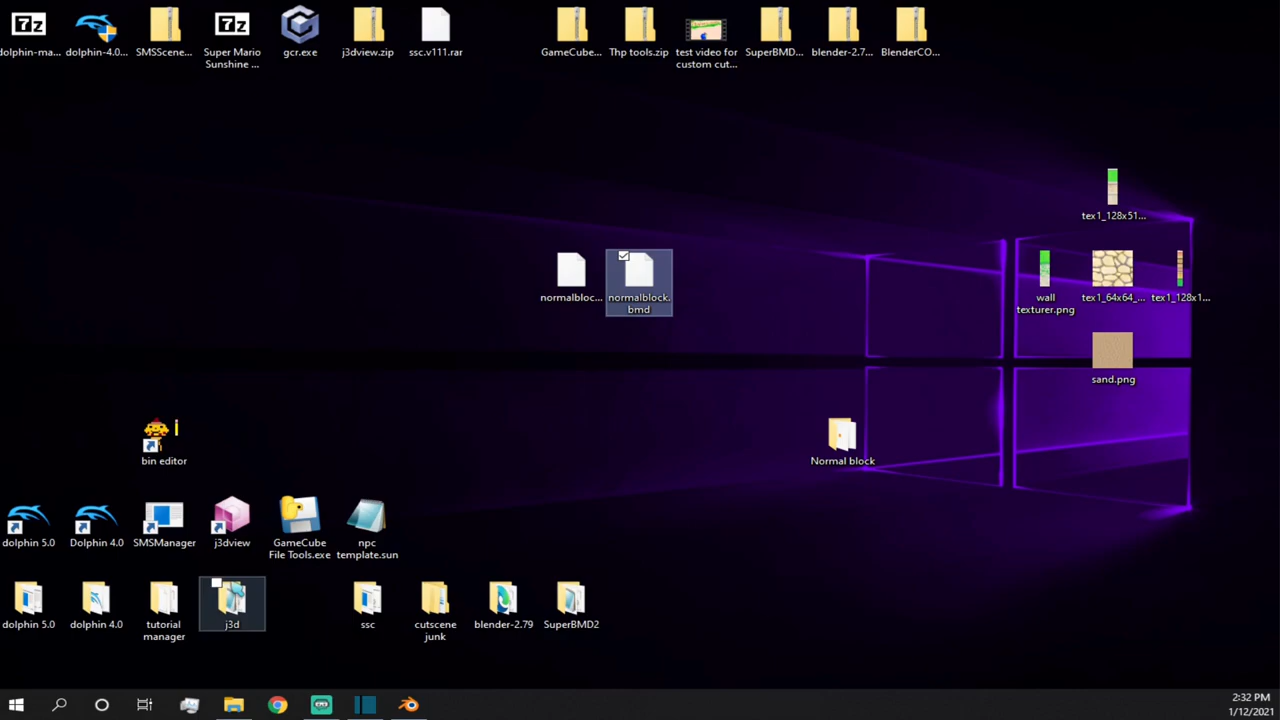 7z
7z
dolphin-ma...
dolphin-4.0...
SMSScene...
Super Mario
Sunshine ...
gcr.exe
j3dview.zip
ssc.v111.rar
GameCube...
Thp tools.zip
test video for
custom cut...
SuperBMD...
blender-2.7...
BlenderCO...
tex1_128x51...
normalbloc...
normalblock.
bmd
wall
texturer.png
tex1_64x64_...
tex1_128x1...
sand.png
bin editor
Normal block
dolphin 5.0
Dolphin 4.0
SMSManager
j3dview
GameCube
File Tools.exe
npc
template.sun
dolphin 5.0
dolphin 4.0
tutorial
manager
j3d
ssc
cutscene
junk
blender-2.79
SuperBMD2
2:32 PM
1/12/2021